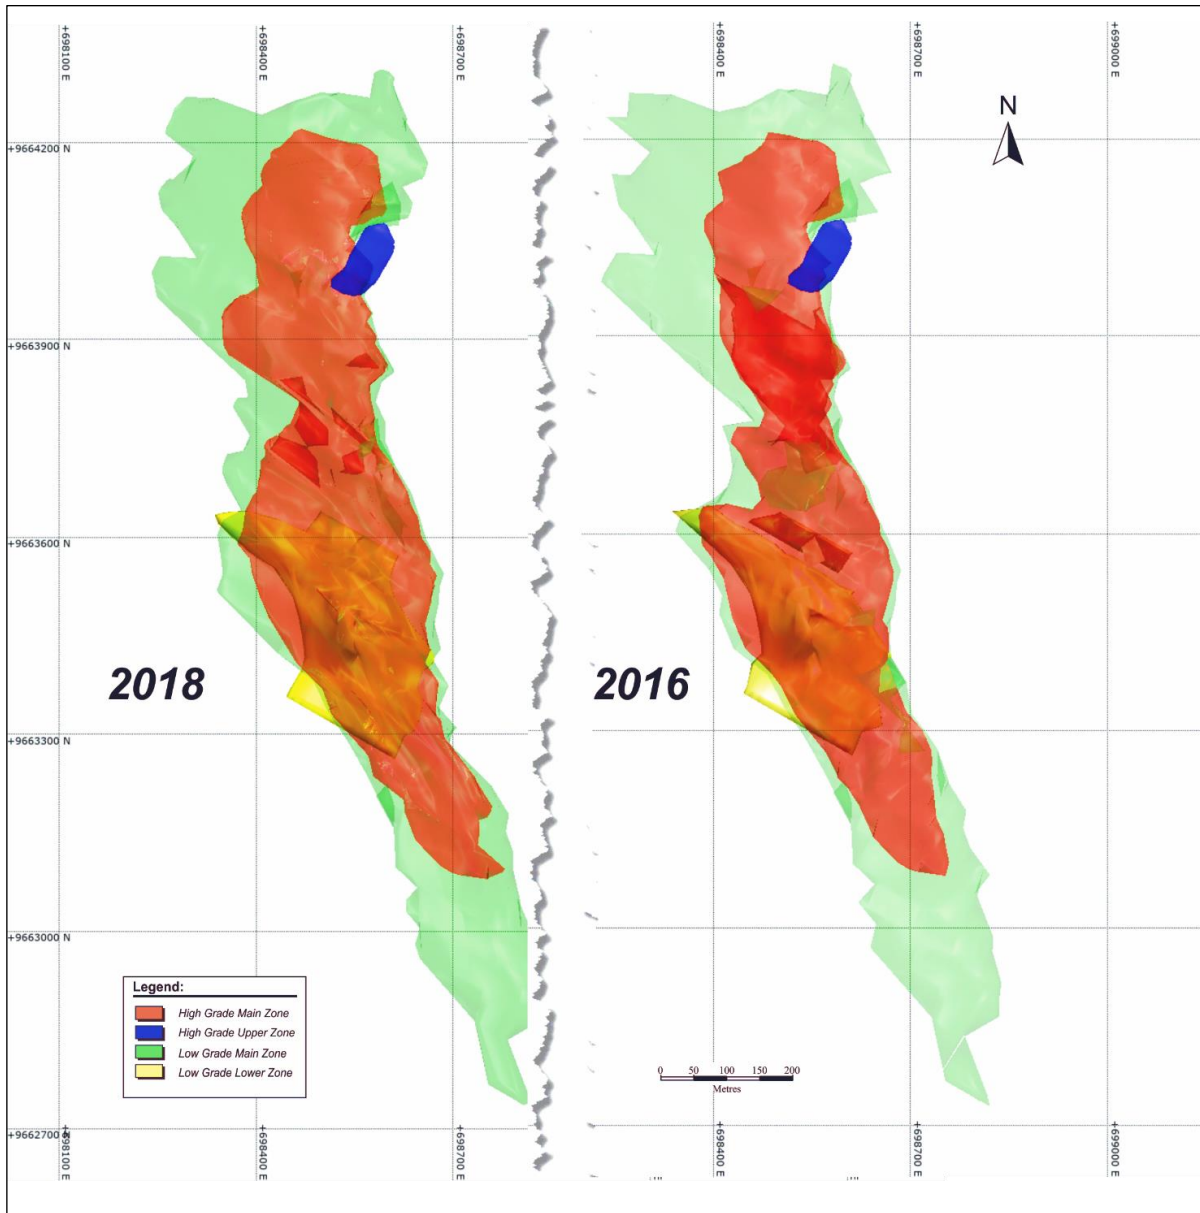 +698100 E
+698400 E
+698700 E
+698400 E
+698700 E
+699000 E
N
+9664200 N
+9663900 N
+9663600 N
2018
2016
+9663300 N
+9663000 N
Legend:
High Grade Main Zone
High Grade Upper Zone
Low Grade Main Zone
Low Grade Lower Zone
0 50 100 150 200
Metres
+9662700 N
+698100 E
+698400 E
+698700 E
+698400 E
+698700 E
+699000 E